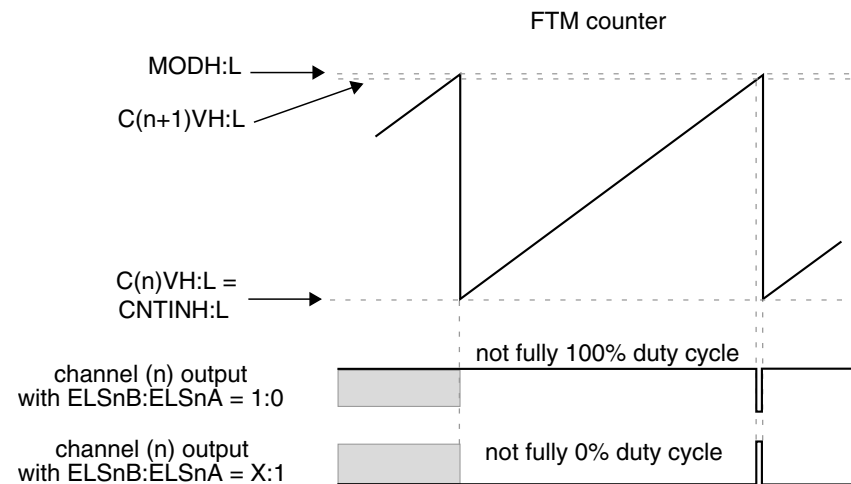 FTM counter
MODH:L
C(n+1)VH:L
C(n)VH:L =
CNTINH:L
not fully 100% duty cycle
channel (n) output
with ELSnB:ELSnA = 1:0
channel (n) output
with ELSnB:ELSnA = X:1
not fully 0% duty cycle